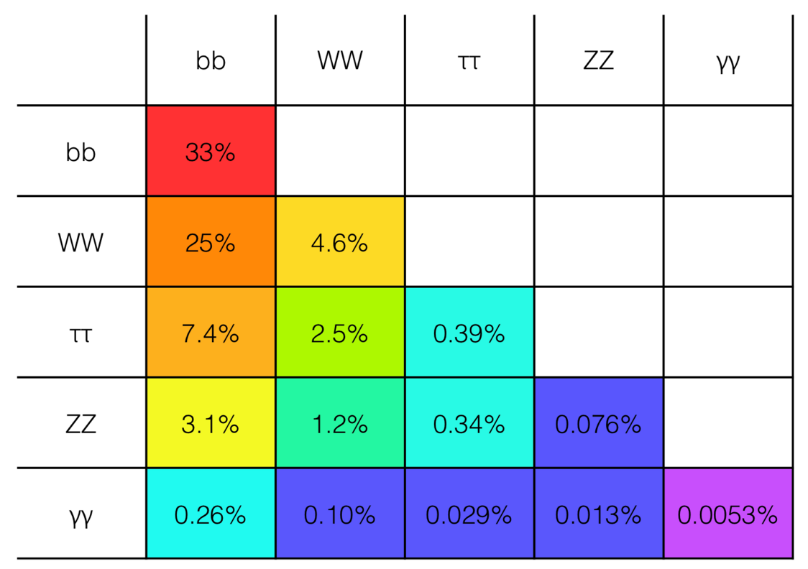 bb WW ττ ZZ γγ
bb 33%
WW 25% 4.6%
ττ 7.4% 2.5% 0.39%
ZZ 3.1% 1.2% 0.34% 0.076%
γγ 0.26% 0.10% 0.029% 0.013% 0.0053%